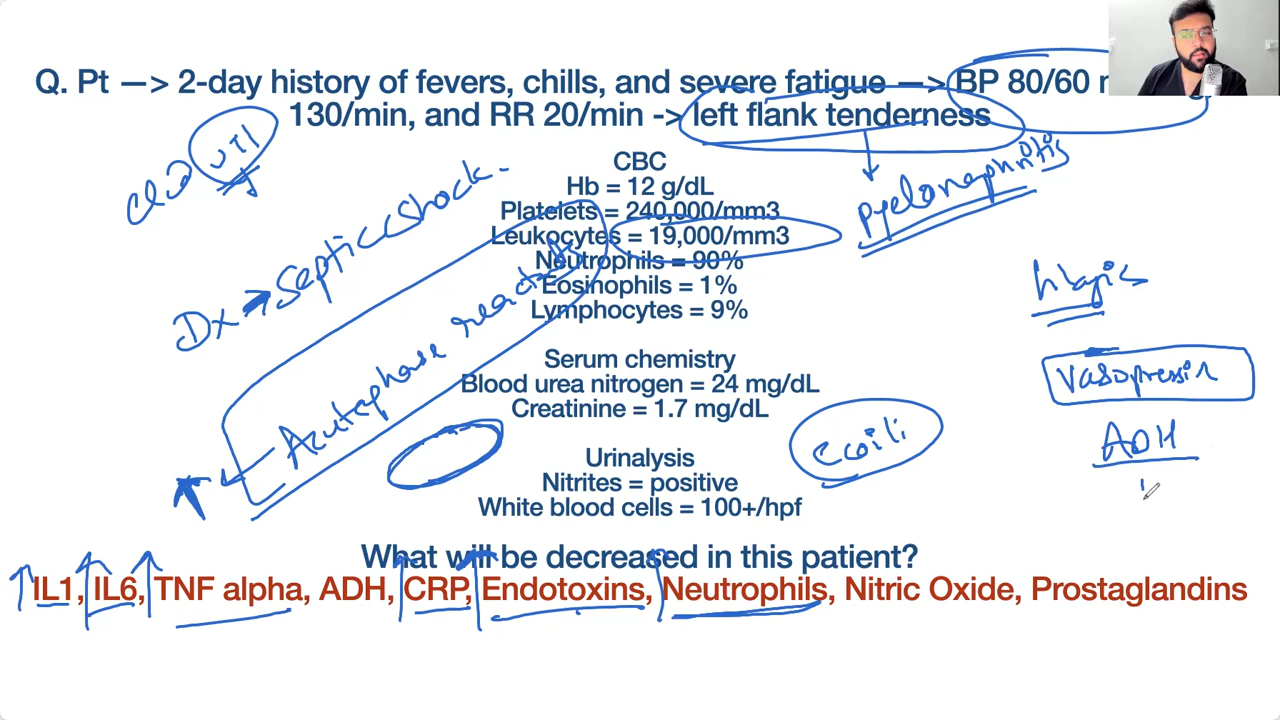 Q. Pt —> 2-day history of fevers, chills, and severe fatigue —> BP 80/60
130/min, and RR 20/min -> left flank tenderness
UTI
CBC
Hb = 12 g/dL
Platelets = 240,000/mm3
Leukocytes = 19,000/mm3
Neutrophils = 90%
Eosinophils = 1%
Lymphocytes = 9%
pyelonephritis
Dx -> Septic Shock
Serum chemistry
Blood urea nitrogen = 24 mg/dL
Creatinine = 1.7 mg/dL
Vasopressin
ADH
Urinalysis
Nitrites = positive
White blood cells = 100+/hpf
What will be decreased in this patient?
IL1, IL6, TNF alpha, ADH, CRP, Endotoxins, Neutrophils, Nitric Oxide, Prostaglandins